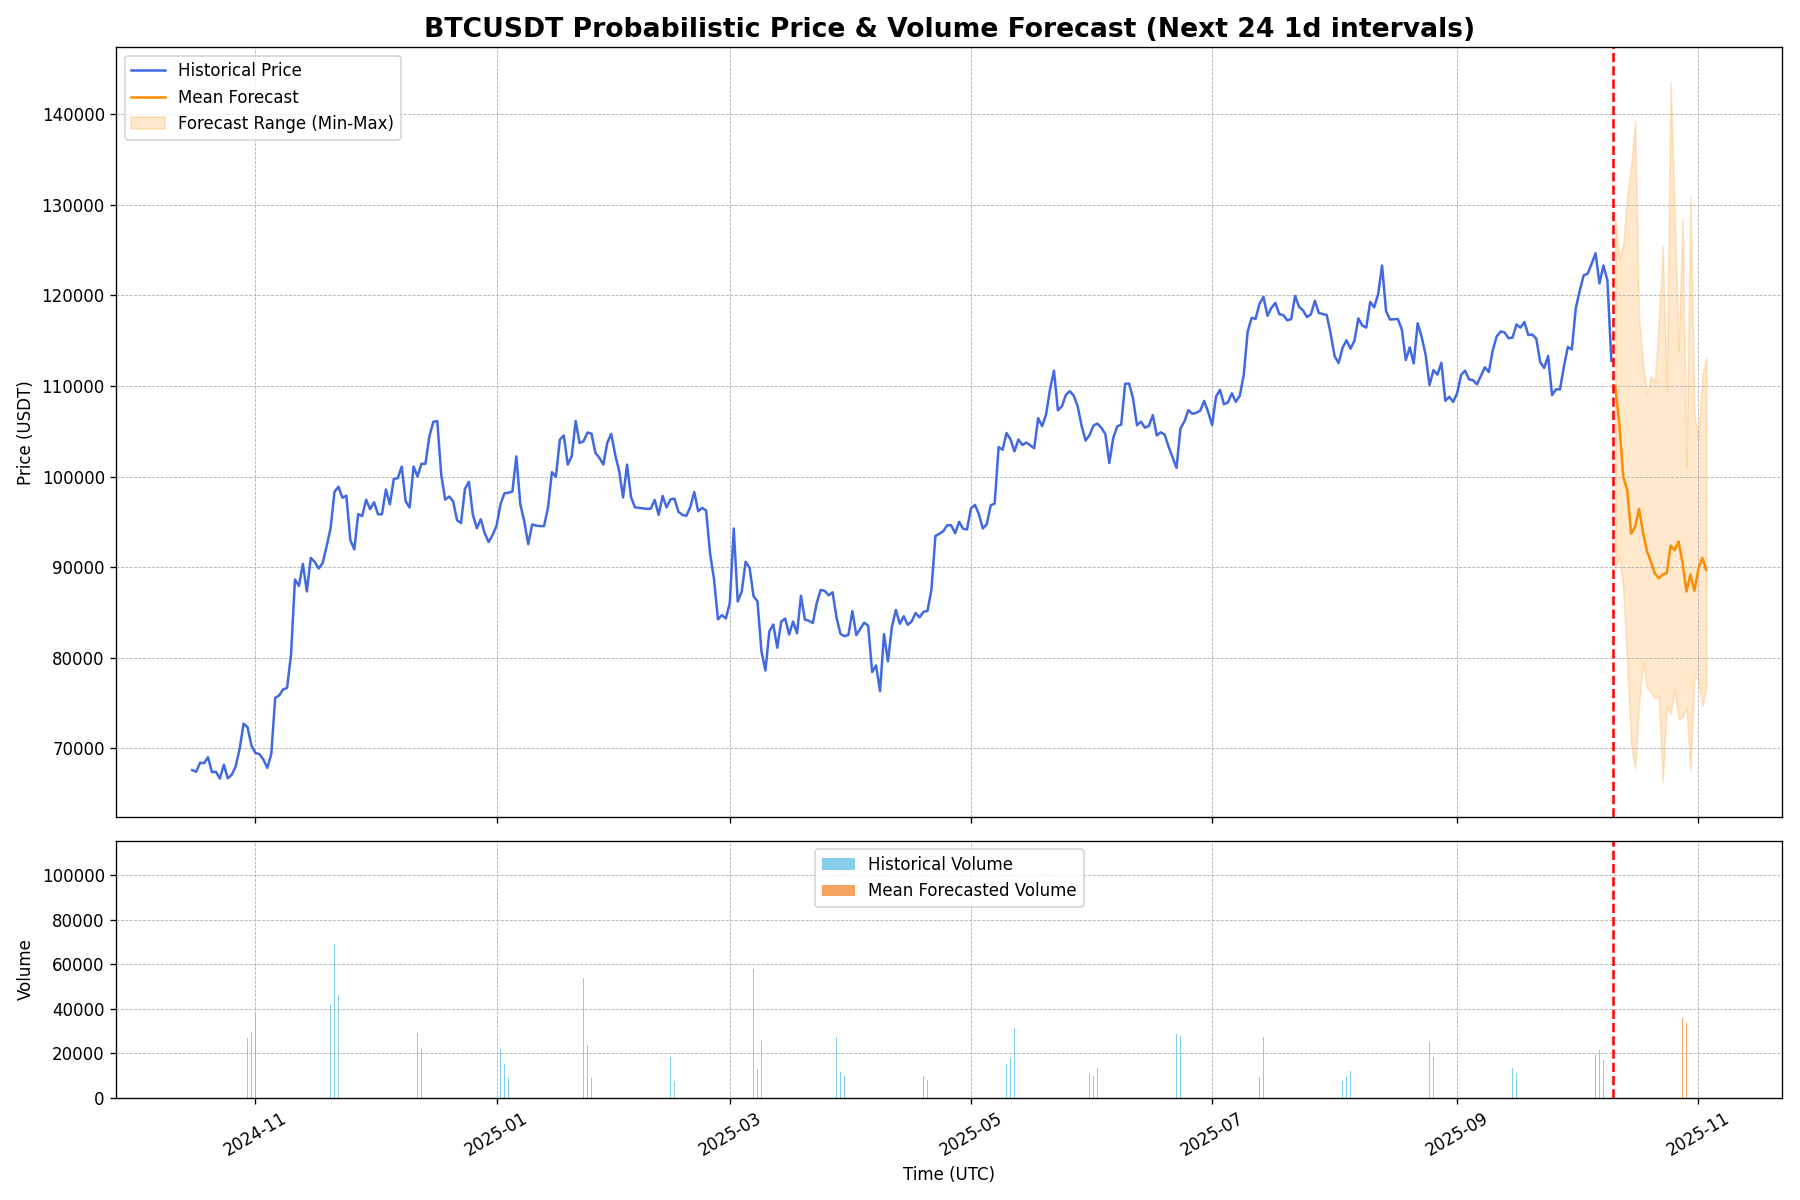 BTCUSDT Probabilistic Price & Volume Forecast (Next 24 1d intervals)
Historical Price
Mean Forecast
Forecast Range (Min-Max)
Price (USDT)
140000
130000
120000
110000
100000
90000
80000
70000
Historical Volume
Mean Forecasted Volume
Volume
100000
80000
60000
40000
20000
0
2024-11
2025-01
2025-03
2025-05
2025-07
2025-09
2025-11
Time (UTC)